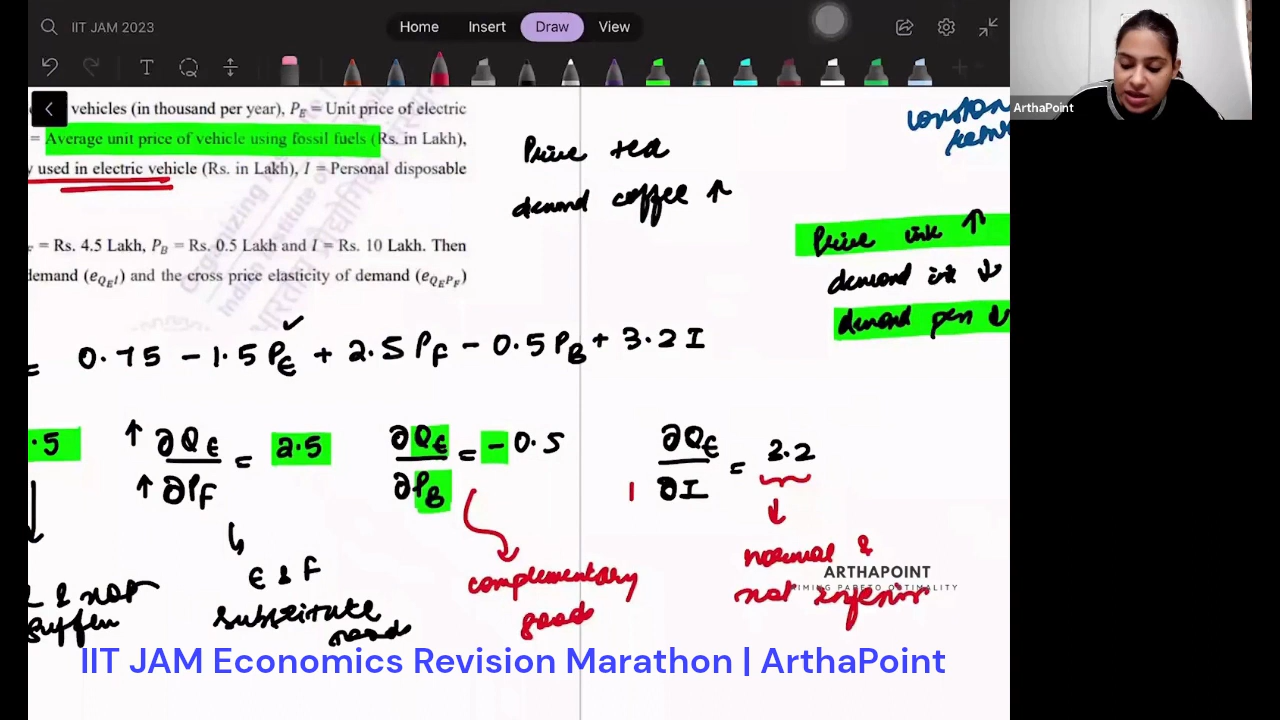 IIT JAM 2023
Home Insert Draw View
vehicles (in thousand per year), P_E = Unit price of electric
= Average unit price of vehicle using fossil fuels (Rs. in Lakh),
used in electric vehicle (Rs. in Lakh), I = Personal disposable
= Rs. 4.5 Lakh, P_B = Rs. 0.5 Lakh and I = Rs. 10 Lakh. Then
demand (e_{Q_E I}) and the cross price elasticity of demand (e_{Q_E P_F})
Price tea
demand coffee ↑
Price ink ↑
demand ink ↓
demand pen ↓
= 0.75 - 1.5 P_E + 2.5 P_F - 0.5 P_B + 3.2 I
.5
↑ ∂Q_E / ↑ ∂P_F = 2.5
∂Q_E / ∂P_B = - 0.5
∂Q_E / ∂I = 3.2
E & F
substitute
goods
complementary
goods
normal &
not inferior
ARTHAPOINT
AIMING PARETO OPTIMALITY
ArthaPoint
IIT JAM Economics Revision Marathon | ArthaPoint